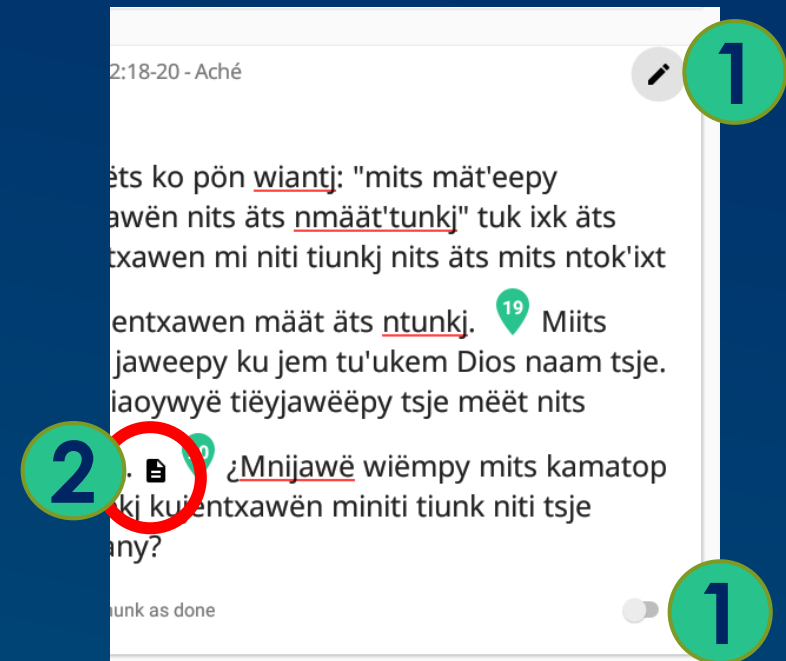 2:18-20 - Aché
1
ëts ko pön wiantj: "mits mät'eepy
awën nits äts nmäät'tunkj" tuk ixk äts
txawen mi niti tiunkj nits äts mits ntok'ixt
entxawen määt äts ntunkj. 19 Miits
jaweepy ku jem tu'ukem Dios naam tsje.
iaoywyë tiëyjawëëpy tsje mëët nits
2 . ¿Mnijawë wiëmpy mits kamatop
kj kujentxawën miniti tiunk niti tsje
any?
unk as done
1